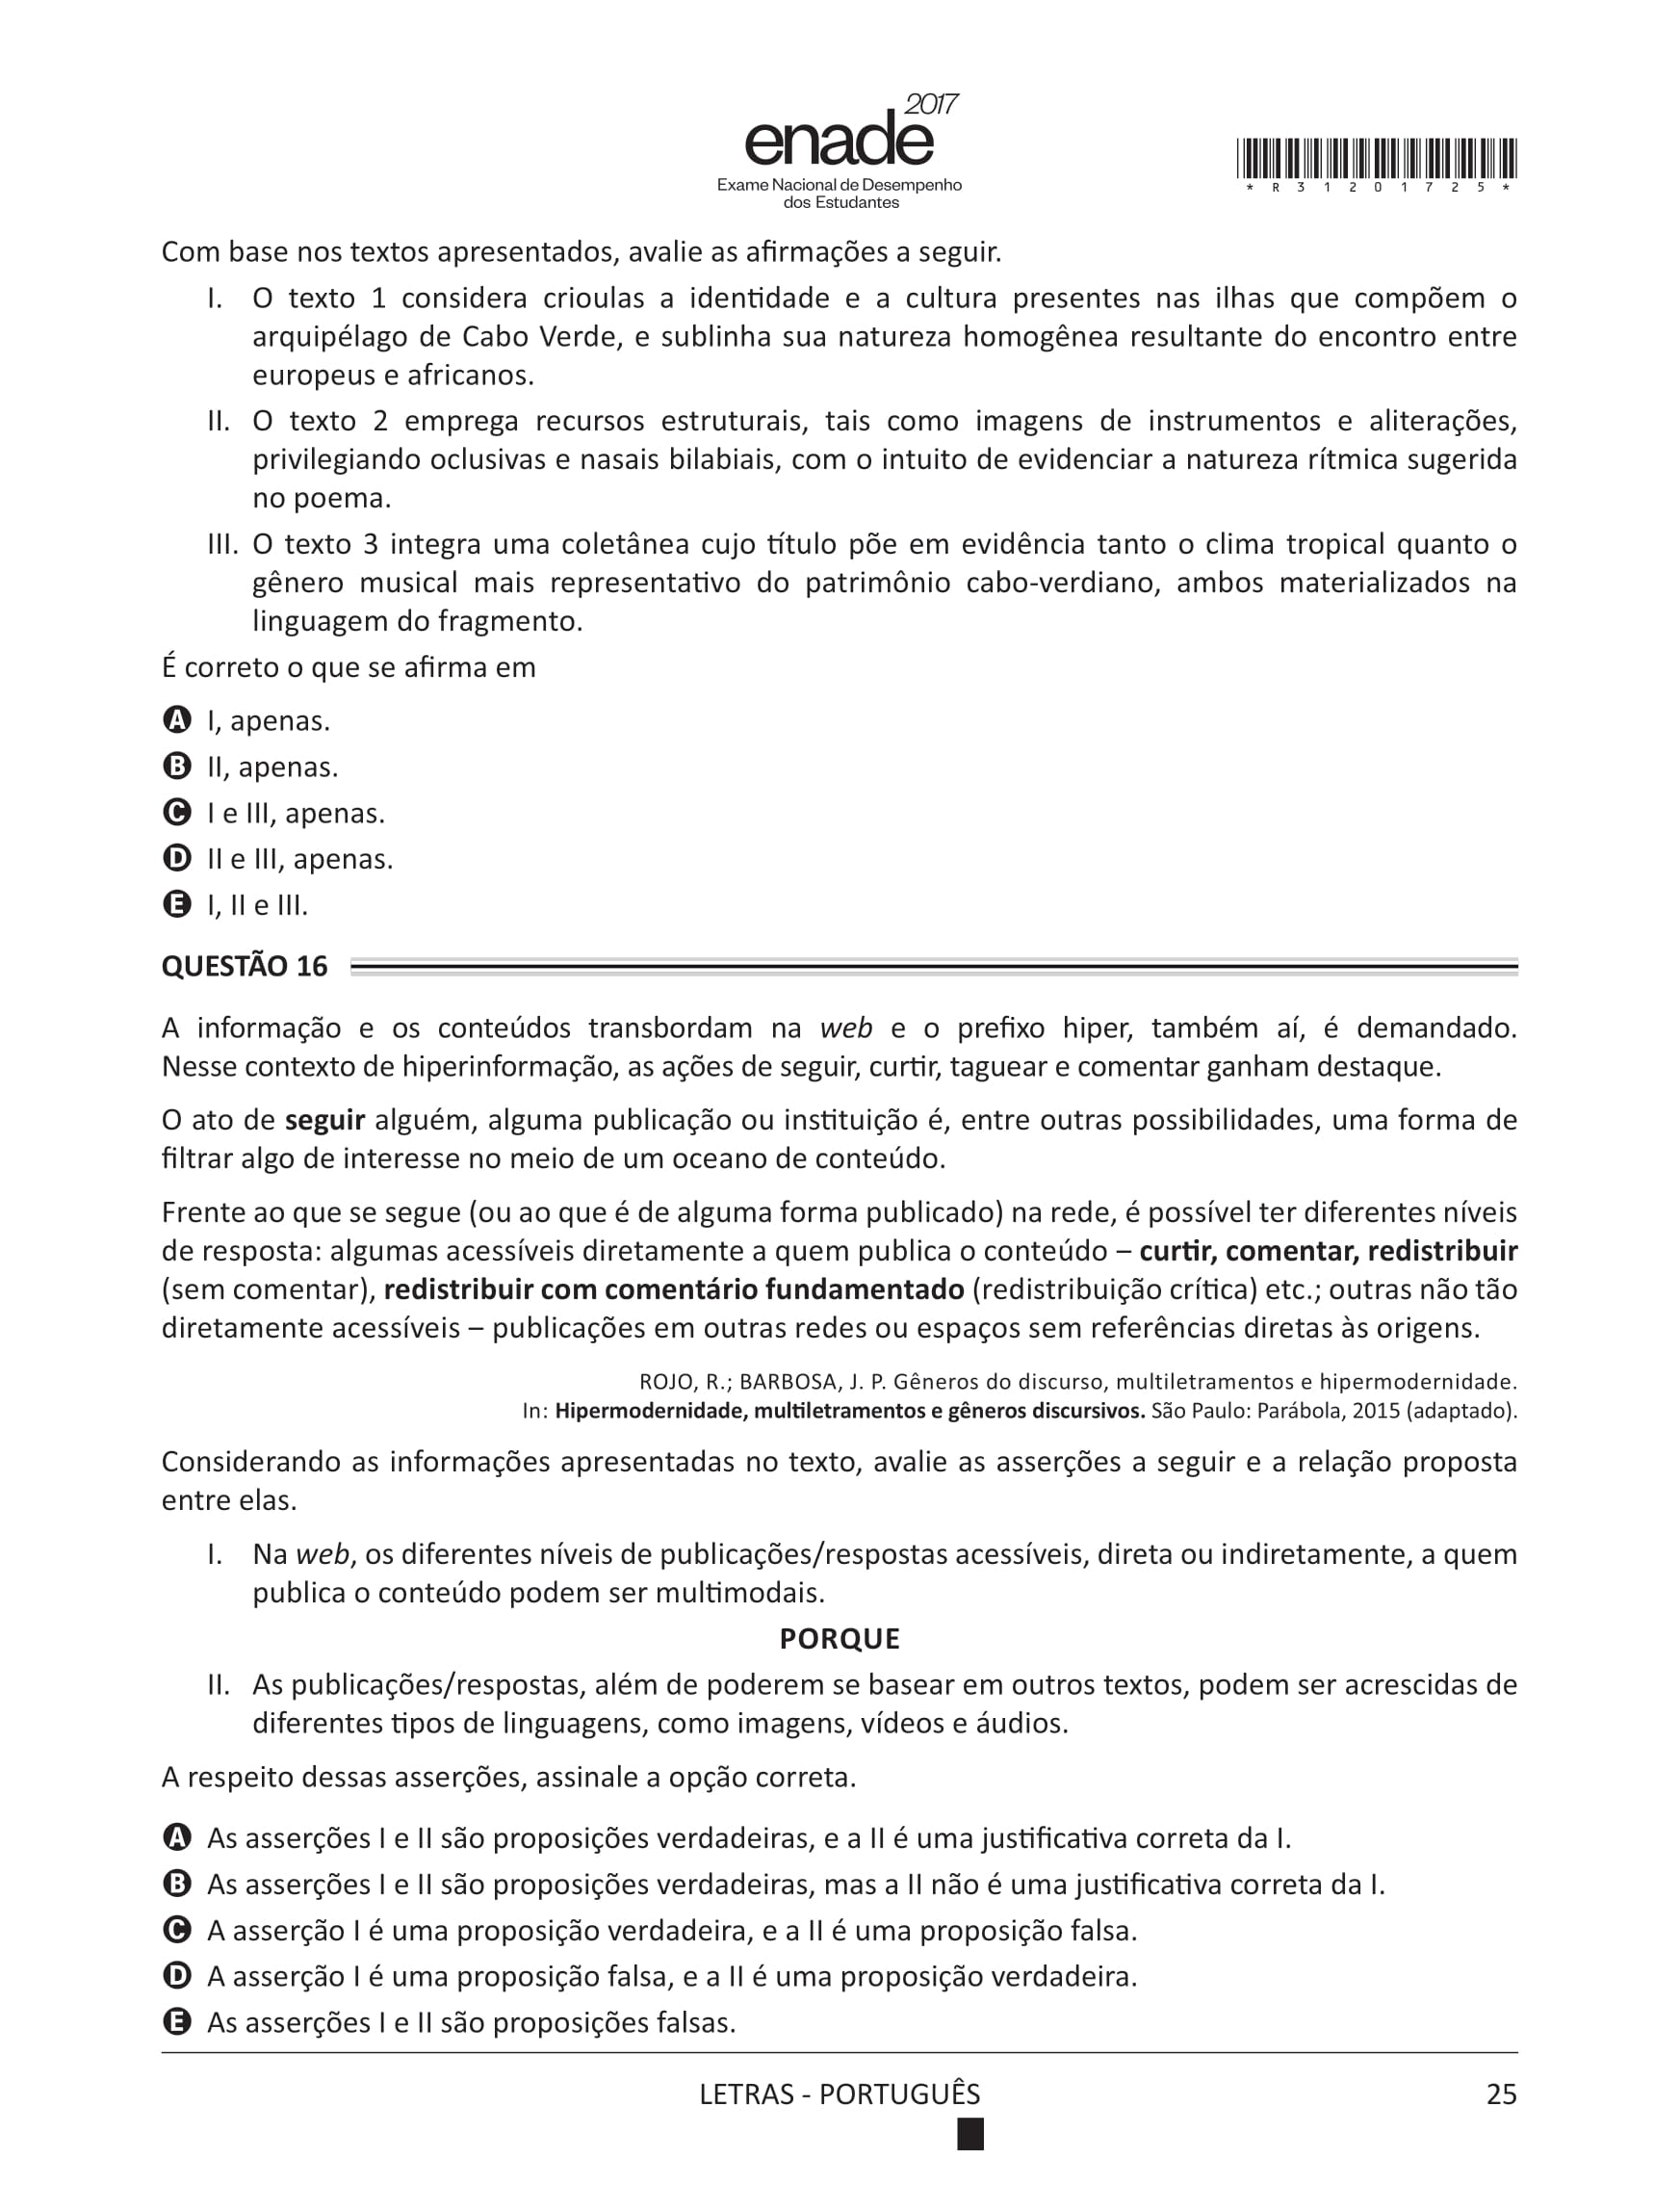 2017
enade
Exame Nacional de Desempenho
dos Estudantes
* R 3 1 2 0 1 7 2 5 *
Com base nos textos apresentados, avalie as afirmações a seguir.
I. O texto 1 considera crioulas a identidade e a cultura presentes nas ilhas que compõem o
arquipélago de Cabo Verde, e sublinha sua natureza homogênea resultante do encontro entre
europeus e africanos.
II. O texto 2 emprega recursos estruturais, tais como imagens de instrumentos e aliterações,
privilegiando oclusivas e nasais bilabiais, com o intuito de evidenciar a natureza rítmica sugerida
no poema.
III. O texto 3 integra uma coletânea cujo título põe em evidência tanto o clima tropical quanto o
gênero musical mais representativo do patrimônio cabo-verdiano, ambos materializados na
linguagem do fragmento.
É correto o que se afirma em
A I, apenas.
B II, apenas.
C I e III, apenas.
D II e III, apenas.
E I, II e III.
QUESTÃO 16
A informação e os conteúdos transbordam na web e o prefixo hiper, também aí, é demandado.
Nesse contexto de hiperinformação, as ações de seguir, curtir, taguear e comentar ganham destaque.
O ato de seguir alguém, alguma publicação ou instituição é, entre outras possibilidades, uma forma de
filtrar algo de interesse no meio de um oceano de conteúdo.
Frente ao que se segue (ou ao que é de alguma forma publicado) na rede, é possível ter diferentes níveis
de resposta: algumas acessíveis diretamente a quem publica o conteúdo – curtir, comentar, redistribuir
(sem comentar), redistribuir com comentário fundamentado (redistribuição crítica) etc.; outras não tão
diretamente acessíveis – publicações em outras redes ou espaços sem referências diretas às origens.
ROJO, R.; BARBOSA, J. P. Gêneros do discurso, multiletramentos e hipermodernidade.
In: Hipermodernidade, multiletramentos e gêneros discursivos. São Paulo: Parábola, 2015 (adaptado).
Considerando as informações apresentadas no texto, avalie as asserções a seguir e a relação proposta
entre elas.
I. Na web, os diferentes níveis de publicações/respostas acessíveis, direta ou indiretamente, a quem
publica o conteúdo podem ser multimodais.
PORQUE
II. As publicações/respostas, além de poderem se basear em outros textos, podem ser acrescidas de
diferentes tipos de linguagens, como imagens, vídeos e áudios.
A respeito dessas asserções, assinale a opção correta.
A As asserções I e II são proposições verdadeiras, e a II é uma justificativa correta da I.
B As asserções I e II são proposições verdadeiras, mas a II não é uma justificativa correta da I.
C A asserção I é uma proposição verdadeira, e a II é uma proposição falsa.
D A asserção I é uma proposição falsa, e a II é uma proposição verdadeira.
E As asserções I e II são proposições falsas.
LETRAS - PORTUGUÊS
25